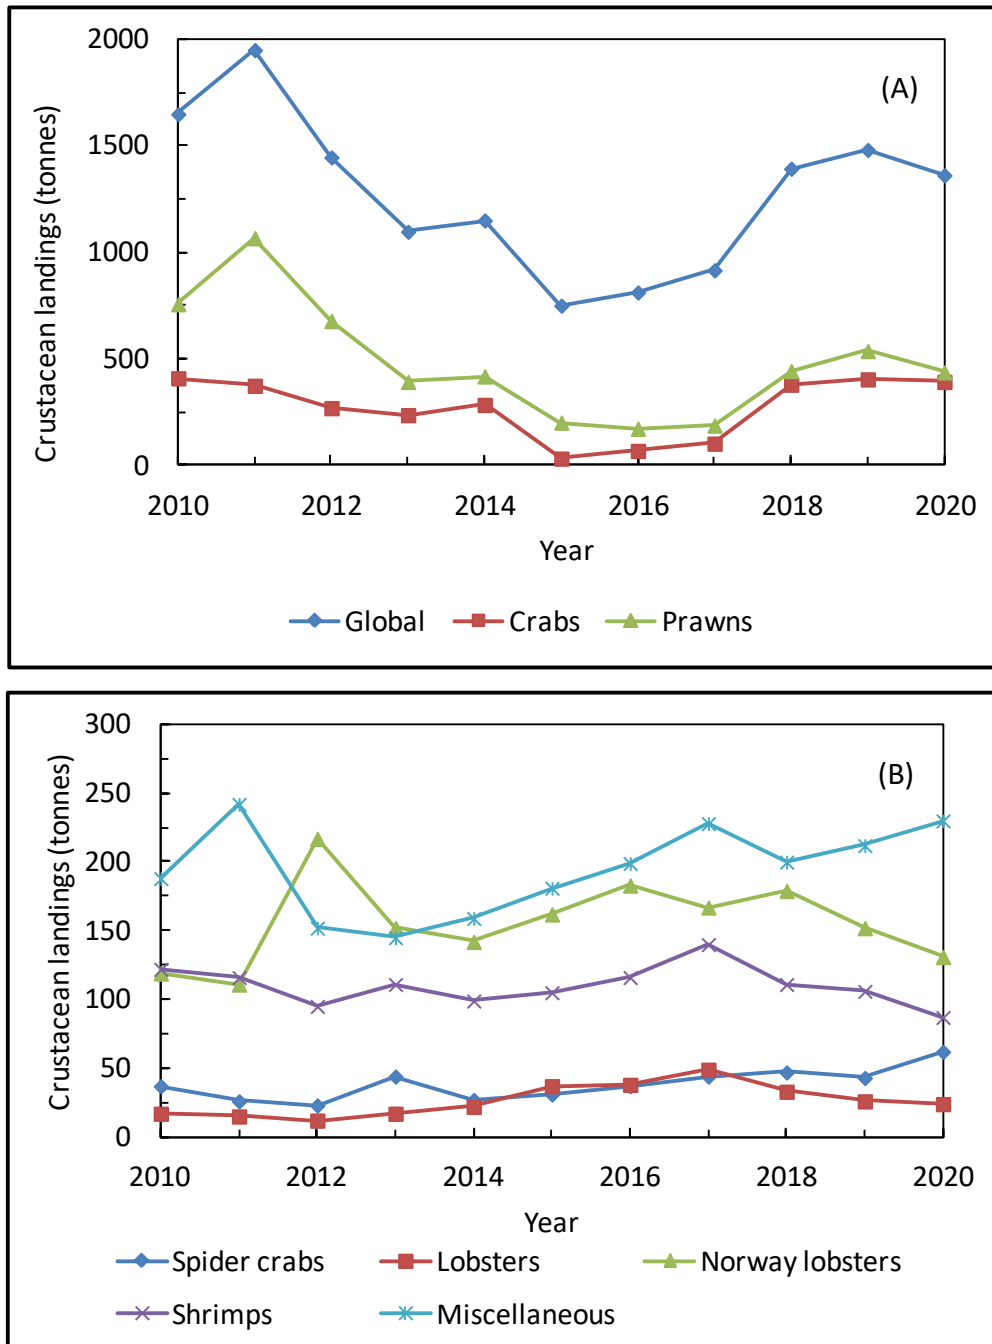 (A)
Crustacean landings (tonnes)
2000
1500
1000
500
0
2010 2012 2014 2016 2018 2020
Year
Global Crabs Prawns
(B)
Crustacean landings (tonnes)
300
250
200
150
100
50
0
2010 2012 2014 2016 2018 2020
Year
Spider crabs Lobsters Norway lobsters
Shrimps Miscellaneous